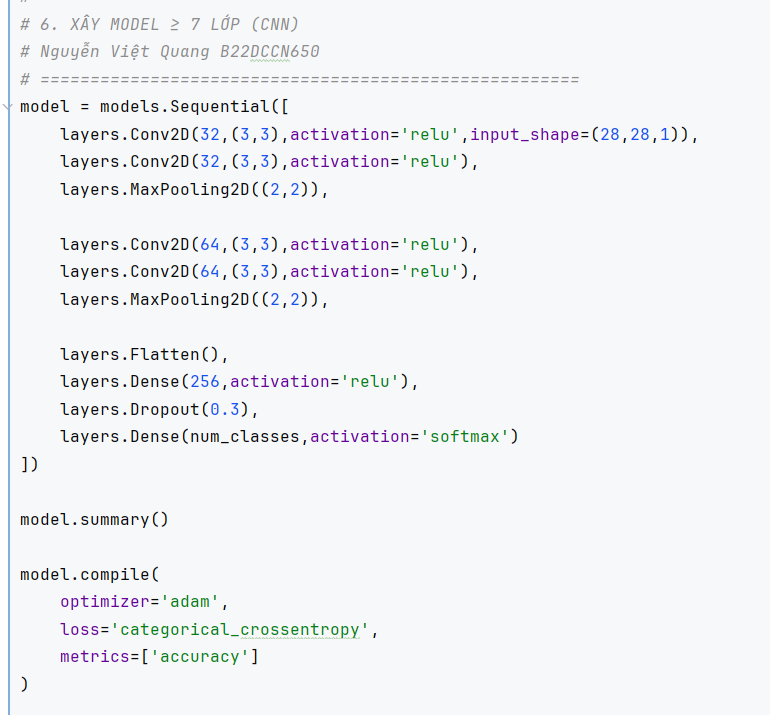 # 6. XÂY MODEL ≥ 7 LỚP (CNN)
# Nguyễn Việt Quang B22DCCN650
# ======================================================
model = models.Sequential([
    layers.Conv2D(32,(3,3),activation='relu',input_shape=(28,28,1)),
    layers.Conv2D(32,(3,3),activation='relu'),
    layers.MaxPooling2D((2,2)),

    layers.Conv2D(64,(3,3),activation='relu'),
    layers.Conv2D(64,(3,3),activation='relu'),
    layers.MaxPooling2D((2,2)),

    layers.Flatten(),
    layers.Dense(256,activation='relu'),
    layers.Dropout(0.3),
    layers.Dense(num_classes,activation='softmax')
])

model.summary()

model.compile(
    optimizer='adam',
    loss='categorical_crossentropy',
    metrics=['accuracy']
)